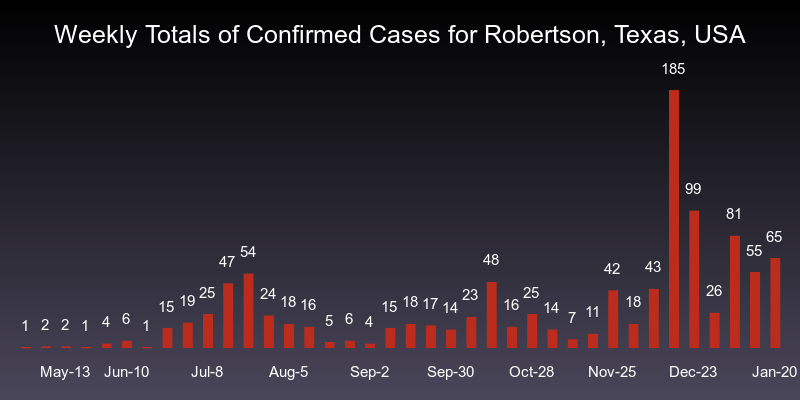 Weekly Totals of Confirmed Cases for Robertson, Texas, USA
1 2 2 1 4 6 1 15 19 25 47 54 24 18 16 5 6 4 15 18 17 14 23 48 16 25 14 7 11 42 18 43 185 99 26 81 55 65
May-13 Jun-10 Jul-8 Aug-5 Sep-2 Sep-30 Oct-28 Nov-25 Dec-23 Jan-20